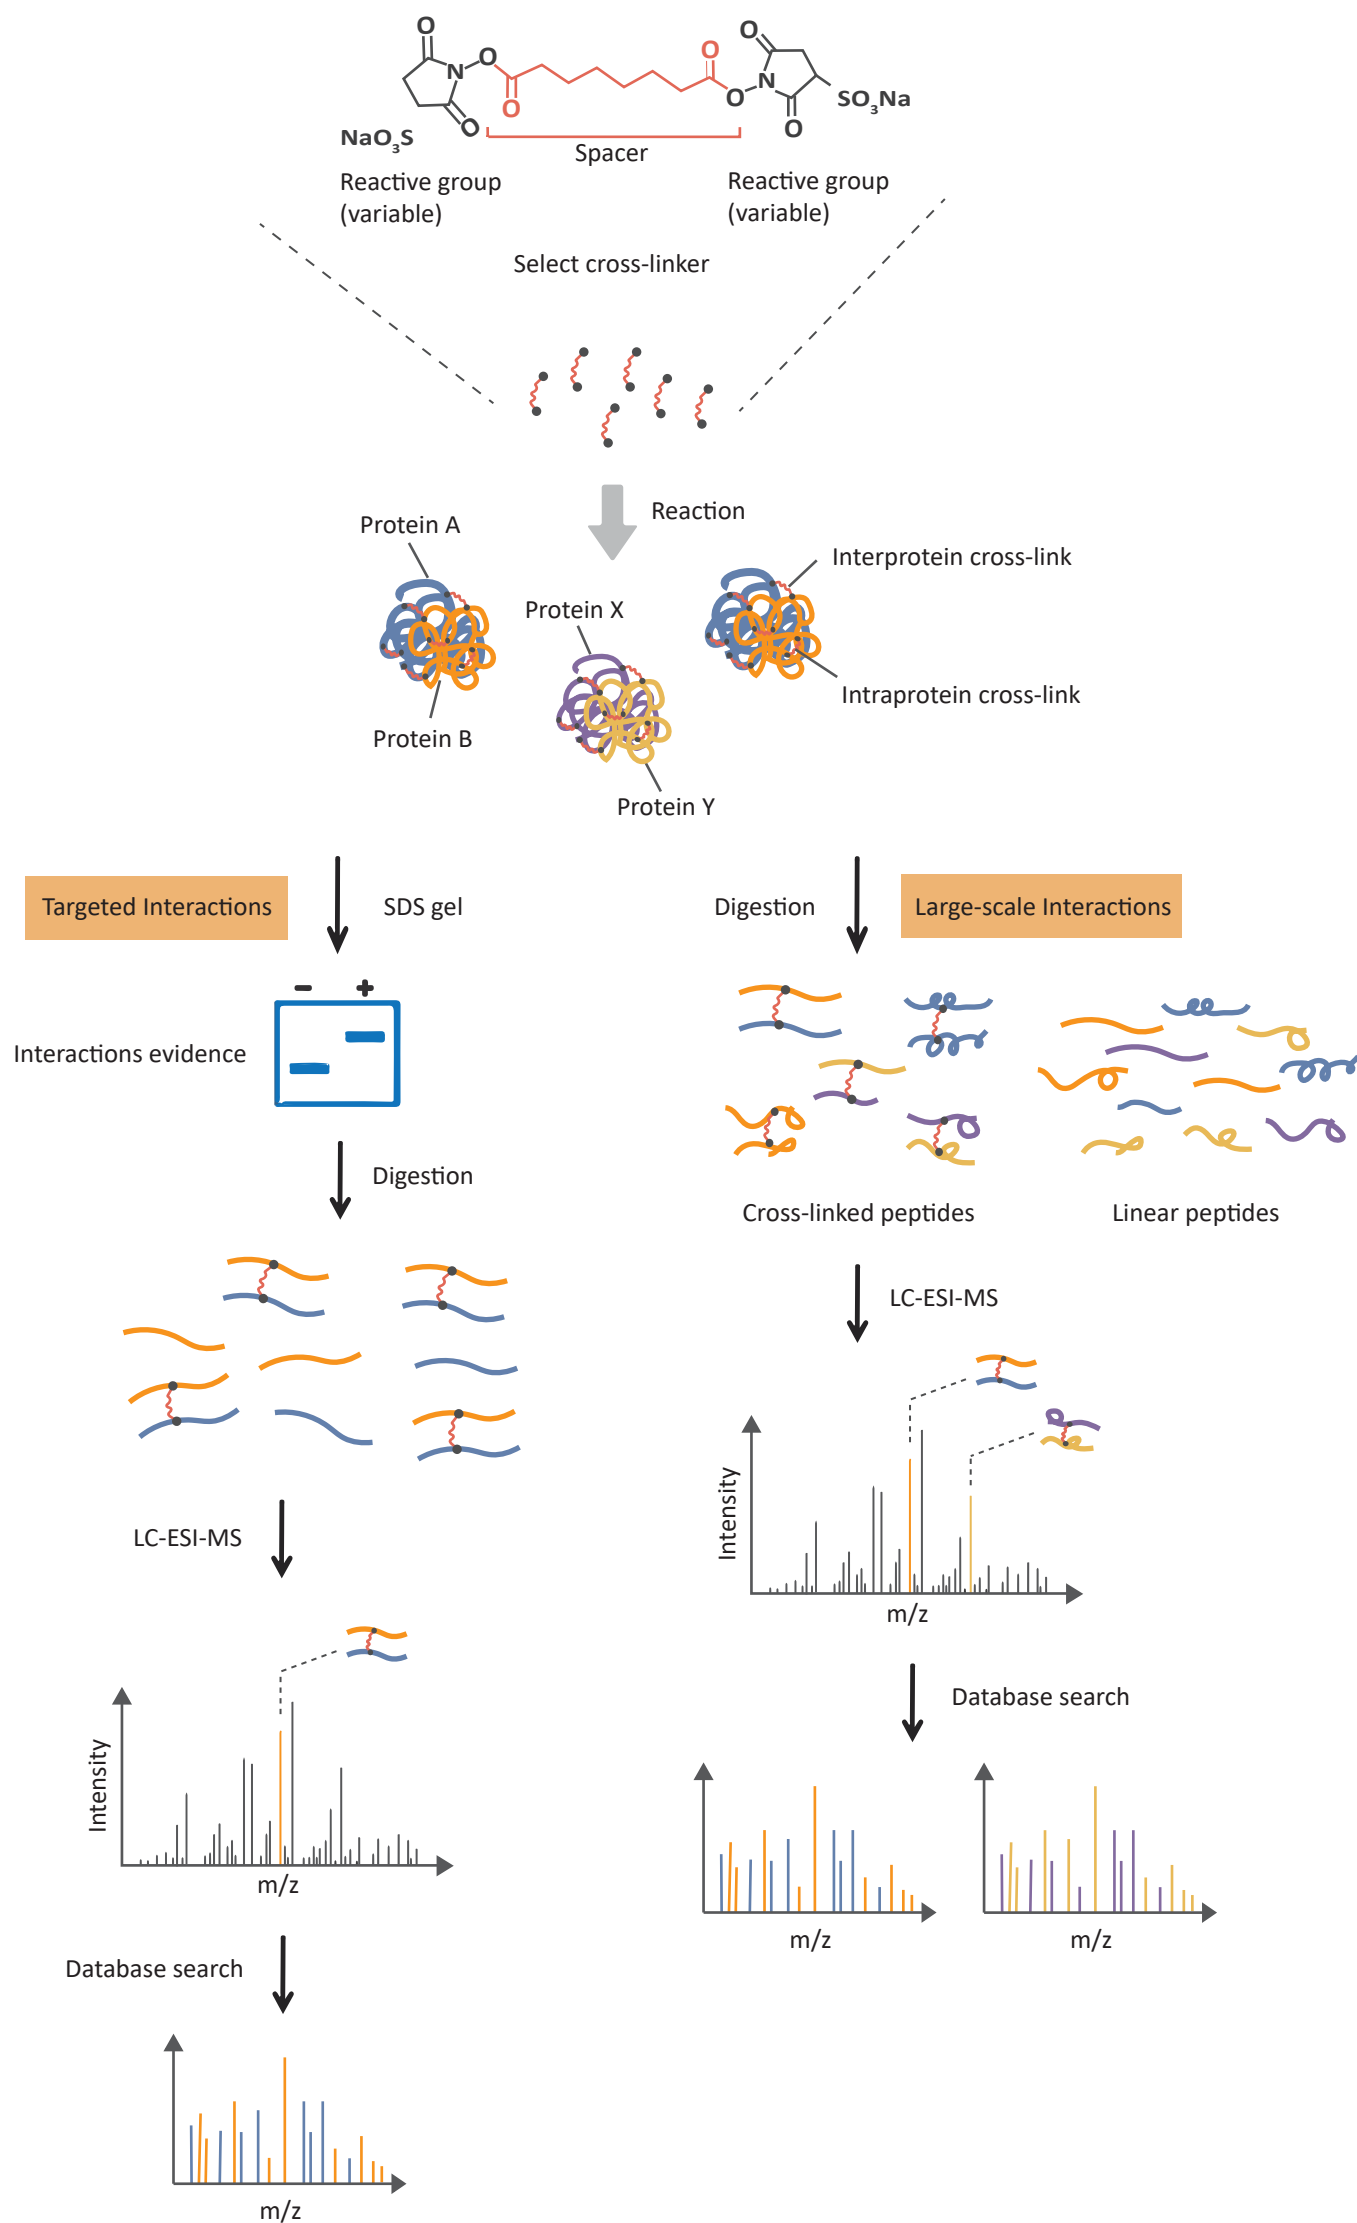 O
O
N
O
O
O
O
O
N
O
O
SO₃Na
NaO₃S
Spacer
Reactive group
(variable)
Reactive group
(variable)
Select cross-linker
Reaction
Protein A
Interprotein cross-link
Protein X
Intraprotein cross-link
Protein B
Protein Y
Targeted Interactions
SDS gel
Digestion
Large-scale Interactions
− +
Interactions evidence
Digestion
Cross-linked peptides
Linear peptides
LC-ESI-MS
LC-ESI-MS
Intensity
m/z
Database search
Intensity
m/z
m/z
m/z
Database search
m/z